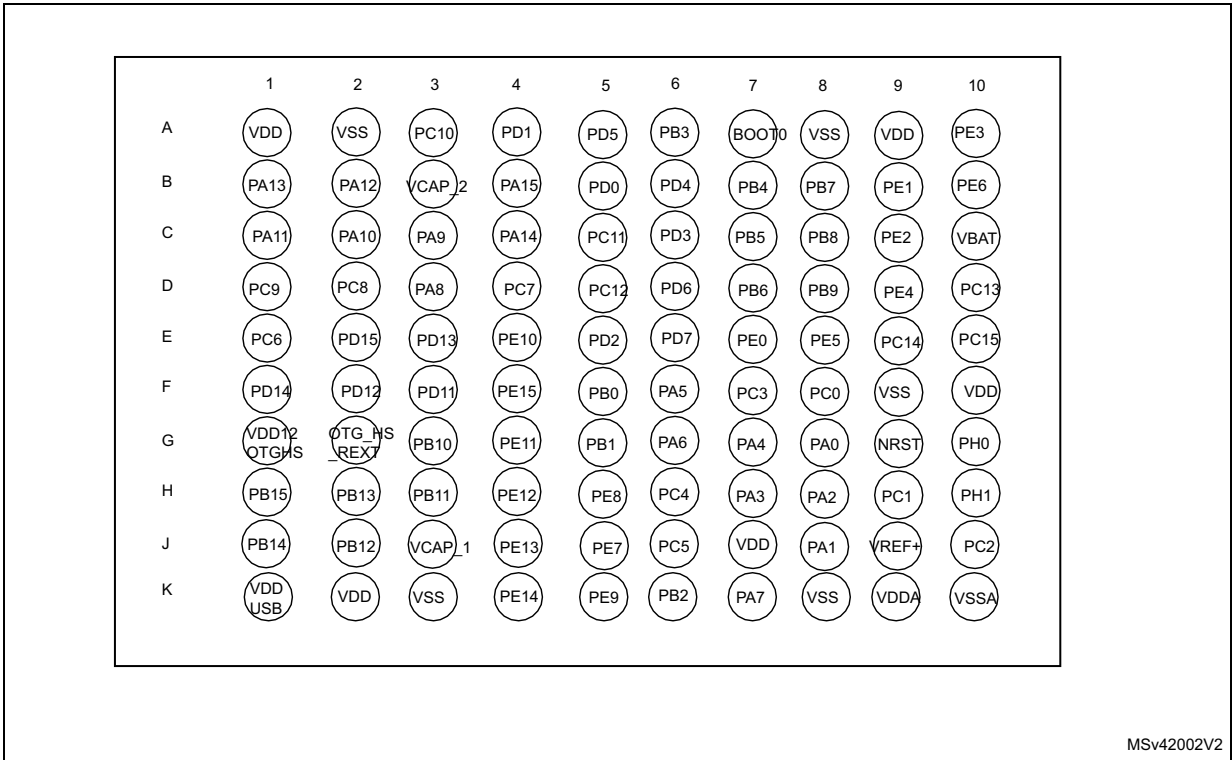 1 2 3 4 5 6 7 8 9 10
A VDD VSS PC10 PD1 PD5 PB3 BOOT0 VSS VDD PE3
B PA13 PA12 VCAP_2 PA15 PD0 PD4 PB4 PB7 PE1 PE6
C PA11 PA10 PA9 PA14 PC11 PD3 PB5 PB8 PE2 VBAT
D PC9 PC8 PA8 PC7 PC12 PD6 PB6 PB9 PE4 PC13
E PC6 PD15 PD13 PE10 PD2 PD7 PE0 PE5 PC14 PC15
F PD14 PD12 PD11 PE15 PB0 PA5 PC3 PC0 VSS VDD
G VDD12 OTGHS OTG_HS _REXT PB10 PE11 PB1 PA6 PA4 PA0 NRST PH0
H PB15 PB13 PB11 PE12 PE8 PC4 PA3 PA2 PC1 PH1
J PB14 PB12 VCAP_1 PE13 PE7 PC5 VDD PA1 VREF+ PC2
K VDD USB VDD VSS PE14 PE9 PB2 PA7 VSS VDDA VSSA
MSv42002V2